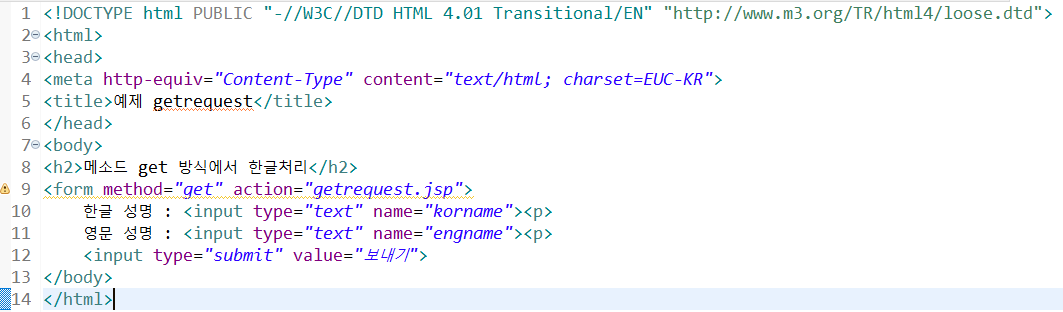 1 <!DOCTYPE html PUBLIC "-//W3C//DTD HTML 4.01 Transitional/EN" "http://www.m3.org/TR/html4/loose.dtd">
2 <html>
3 <head>
4 <meta http-equiv="Content-Type" content="text/html; charset=EUC-KR">
5 <title>예제 getrequest</title>
6 </head>
7 <body>
8 <h2>메소드 get 방식에서 한글처리</h2>
9 <form method="get" action="getrequest.jsp">
10 한글 성명 : <input type="text" name="korname"><p>
11 영문 성명 : <input type="text" name="engname"><p>
12 <input type="submit" value="보내기">
13 </body>
14 </html>